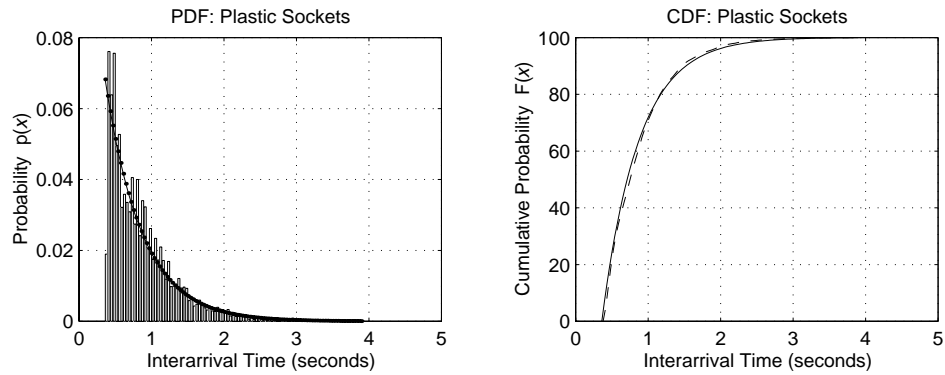 PDF: Plastic Sockets
0.08
0.06
0.04
0.02
0
Probability p(x)
0 1 2 3 4 5
Interarrival Time (seconds)
CDF: Plastic Sockets
100
80
60
40
20
0
Cumulative Probability F(x)
0 1 2 3 4 5
Interarrival Time (seconds)